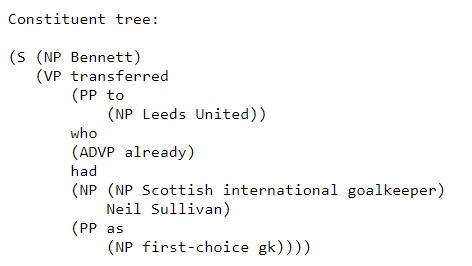 Constituent tree:
(S (NP Bennett)
(VP transferred
(PP to
(NP Leeds United))
who
(ADVP already)
had
(NP (NP Scottish international goalkeeper)
Neil Sullivan)
(PP as
(NP first-choice gk))))